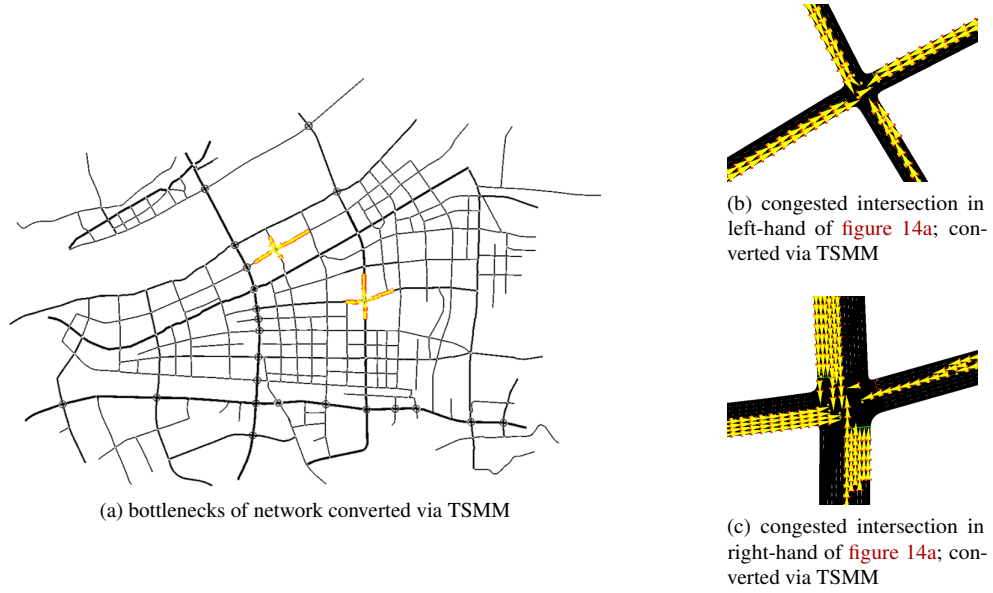 (a) bottlenecks of network converted via TSMM
(b) congested intersection in
left-hand of figure 14a; con-
verted via TSMM
(c) congested intersection in
right-hand of figure 14a; con-
verted via TSMM